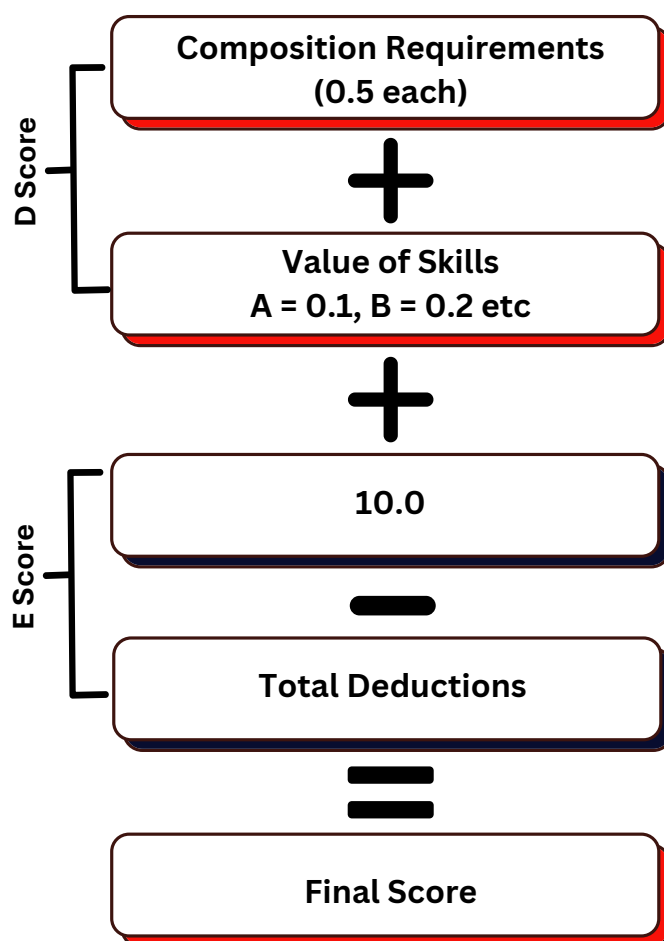 Composition Requirements
(0.5 each)
D Score
Value of Skills
A = 0.1, B = 0.2 etc
10.0
E Score
Total Deductions
Final Score